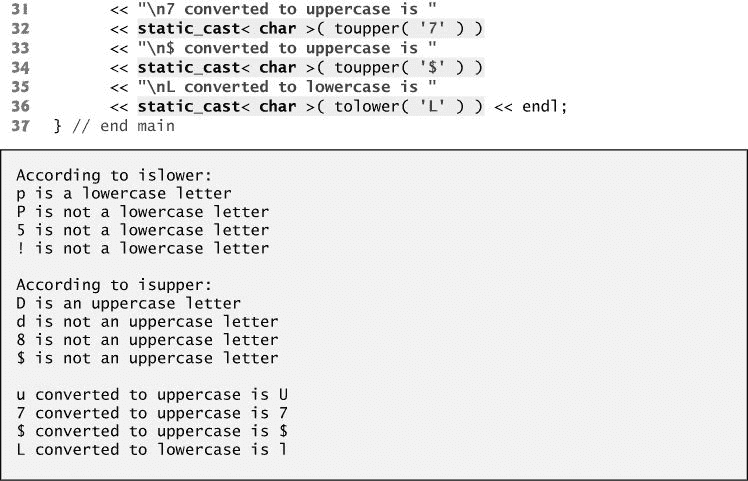 31 << "\n7 converted to uppercase is "
32 << static_cast< char >( toupper( '7' ) )
33 << "\n$ converted to uppercase is "
34 << static_cast< char >( toupper( '$' ) )
35 << "\nL converted to lowercase is "
36 << static_cast< char >( tolower( 'L' ) ) << endl;
37 } // end main
According to islower:
p is a lowercase letter
P is not a lowercase letter
5 is not a lowercase letter
! is not a lowercase letter
According to isupper:
D is an uppercase letter
d is not an uppercase letter
8 is not an uppercase letter
$ is not an uppercase letter
u converted to uppercase is U
7 converted to uppercase is 7
$ converted to uppercase is $
L converted to lowercase is l